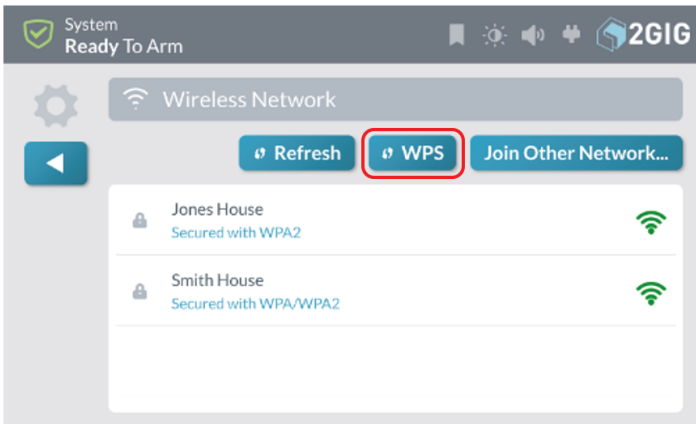 System
Ready To Arm
2GIG
Wireless Network
Refresh
WPS
Join Other Network...
Jones House
Secured with WPA2
Smith House
Secured with WPA/WPA2